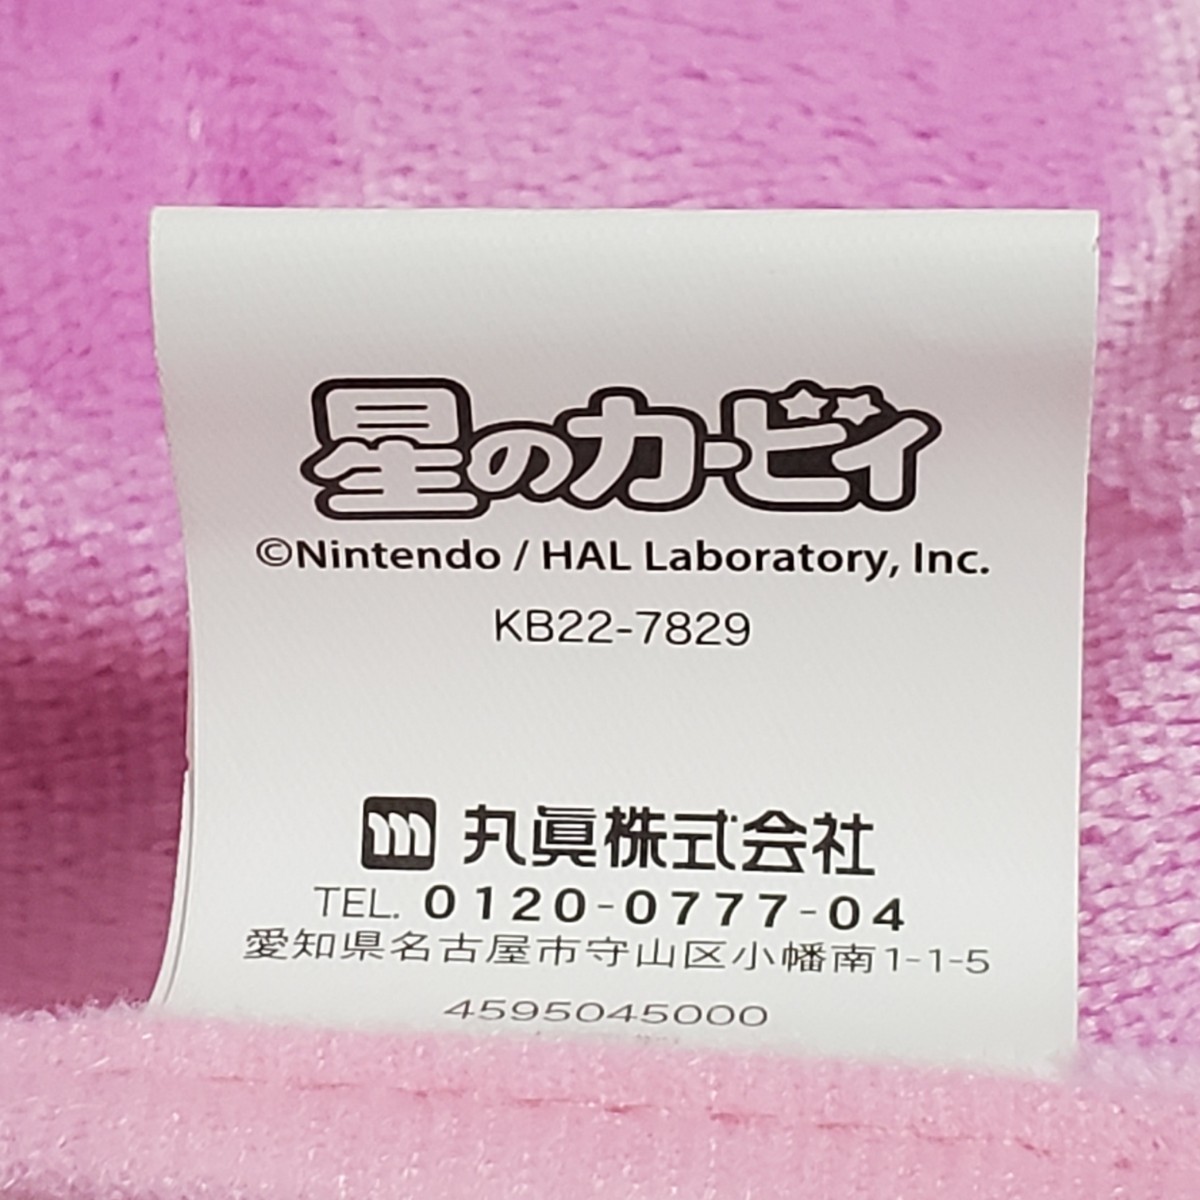 星のカービィ
©Nintendo / HAL Laboratory, Inc.
KB22-7829
丸眞株式会社
TEL. 0120-0777-04
愛知県名古屋市守山区小幡南1-1-5
4595045000